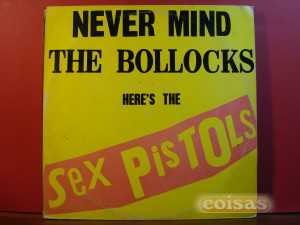 NEVER MIND
THE BOLLOCKS
HERE'S THE
Sex PISTOLS
coisas